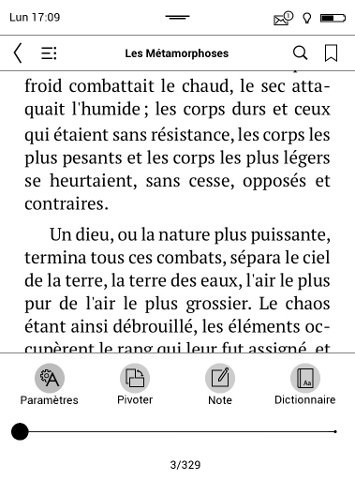 Lun 17:09
Les Métamorphoses
froid combattait le chaud, le sec atta-
quait l'humide ; les corps durs et ceux
qui étaient sans résistance, les corps les
plus pesants et les corps les plus légers
se heurtaient, sans cesse, opposés et
contraires.
Un dieu, ou la nature plus puissante,
termina tous ces combats, sépara le ciel
de la terre, la terre des eaux, l'air le plus
pur de l'air le plus grossier. Le chaos
étant ainsi débrouillé, les éléments oc-
cupèrent le rang qui leur fut assigné, et
Paramètres
Pivoter
Note
Dictionnaire
3/329